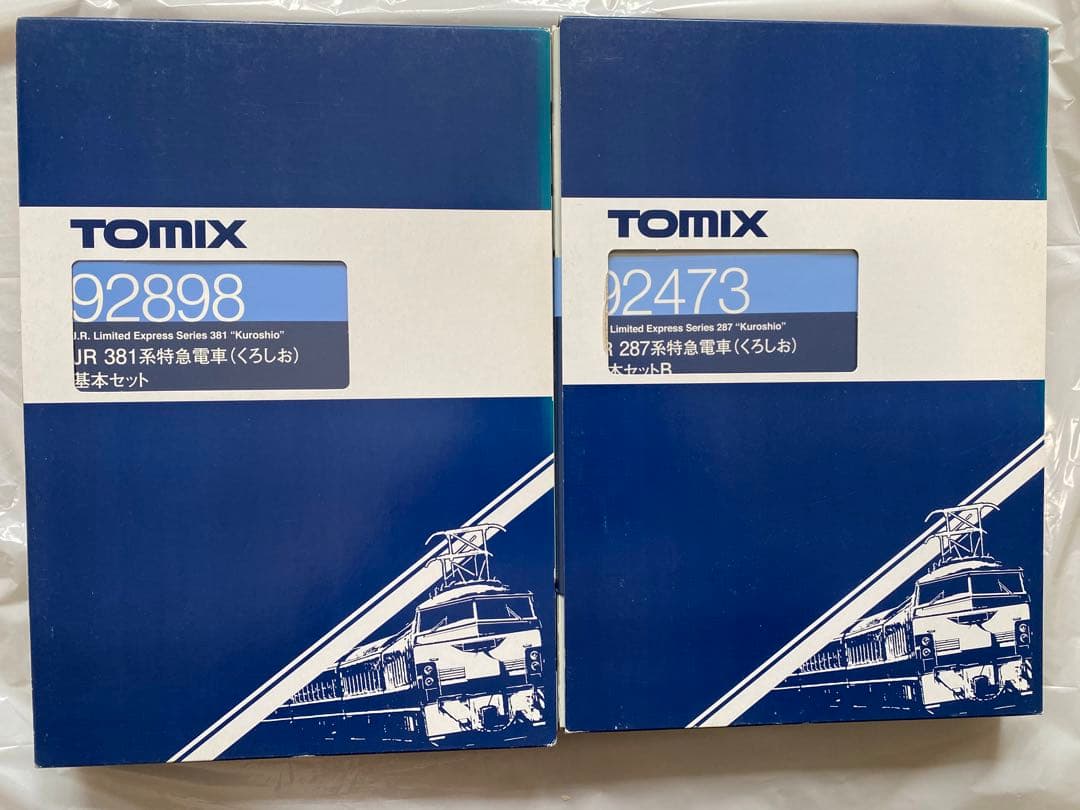 TOMIX
92898
J.R. Limited Express Series 381 "Kuroshio"
JR 381系特急電車(くろしお)
基本セット
TOMIX
92473
Limited Express Series 287 "Kuroshio"
R 287系特急電車(くろしお)
本セットB